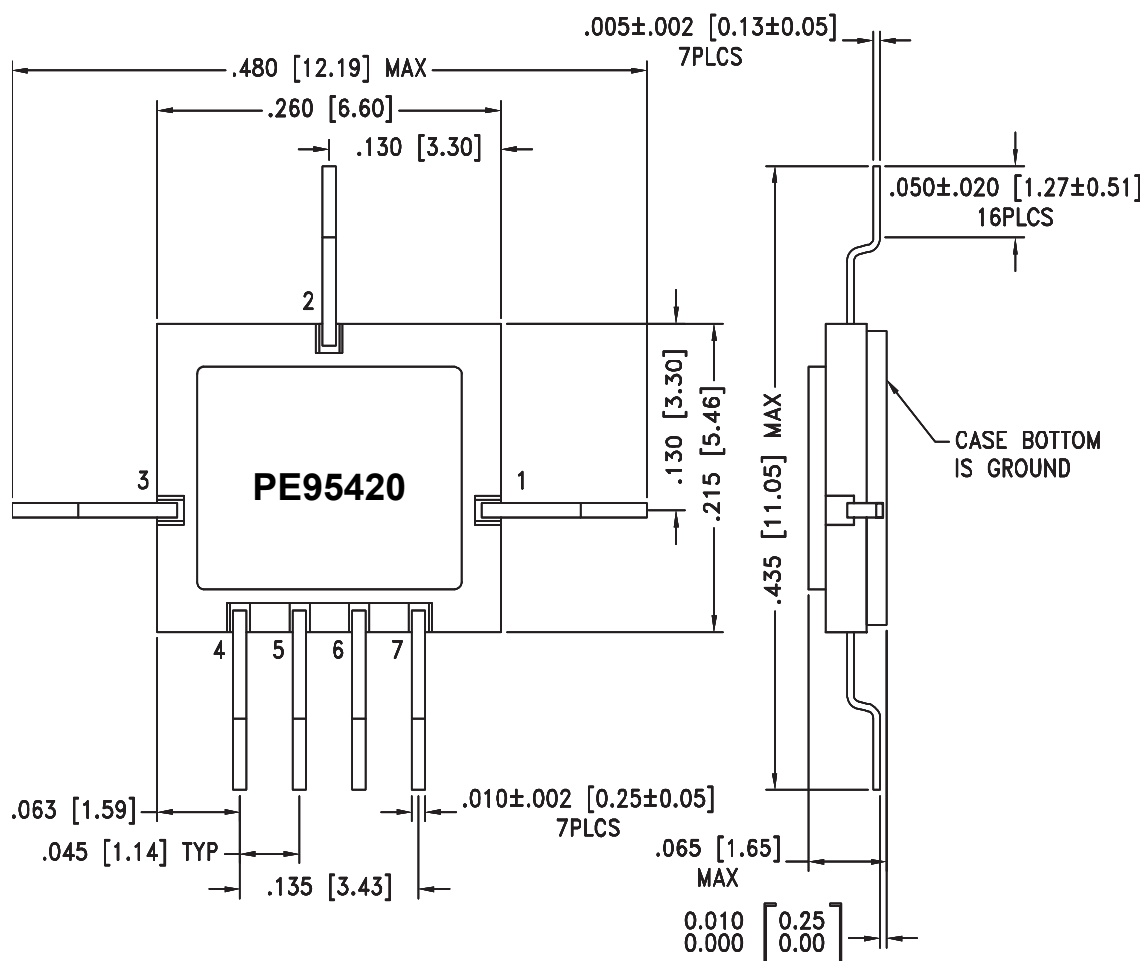 .005±.002 [0.13±0.05]
7PLCS
.480 [12.19] MAX
.260 [6.60]
.130 [3.30]
.050±.020 [1.27±0.51]
16PLCS
2
.130 [3.30]
.215 [5.46]
.435 [11.05] MAX
CASE BOTTOM
IS GROUND
3
PE95420
1
4
5
6
7
.063 [1.59]
.010±.002 [0.25±0.05]
7PLCS
.045 [1.14] TYP
.135 [3.43]
.065 [1.65]
MAX
0.010 [0.25]
0.000 [0.00]